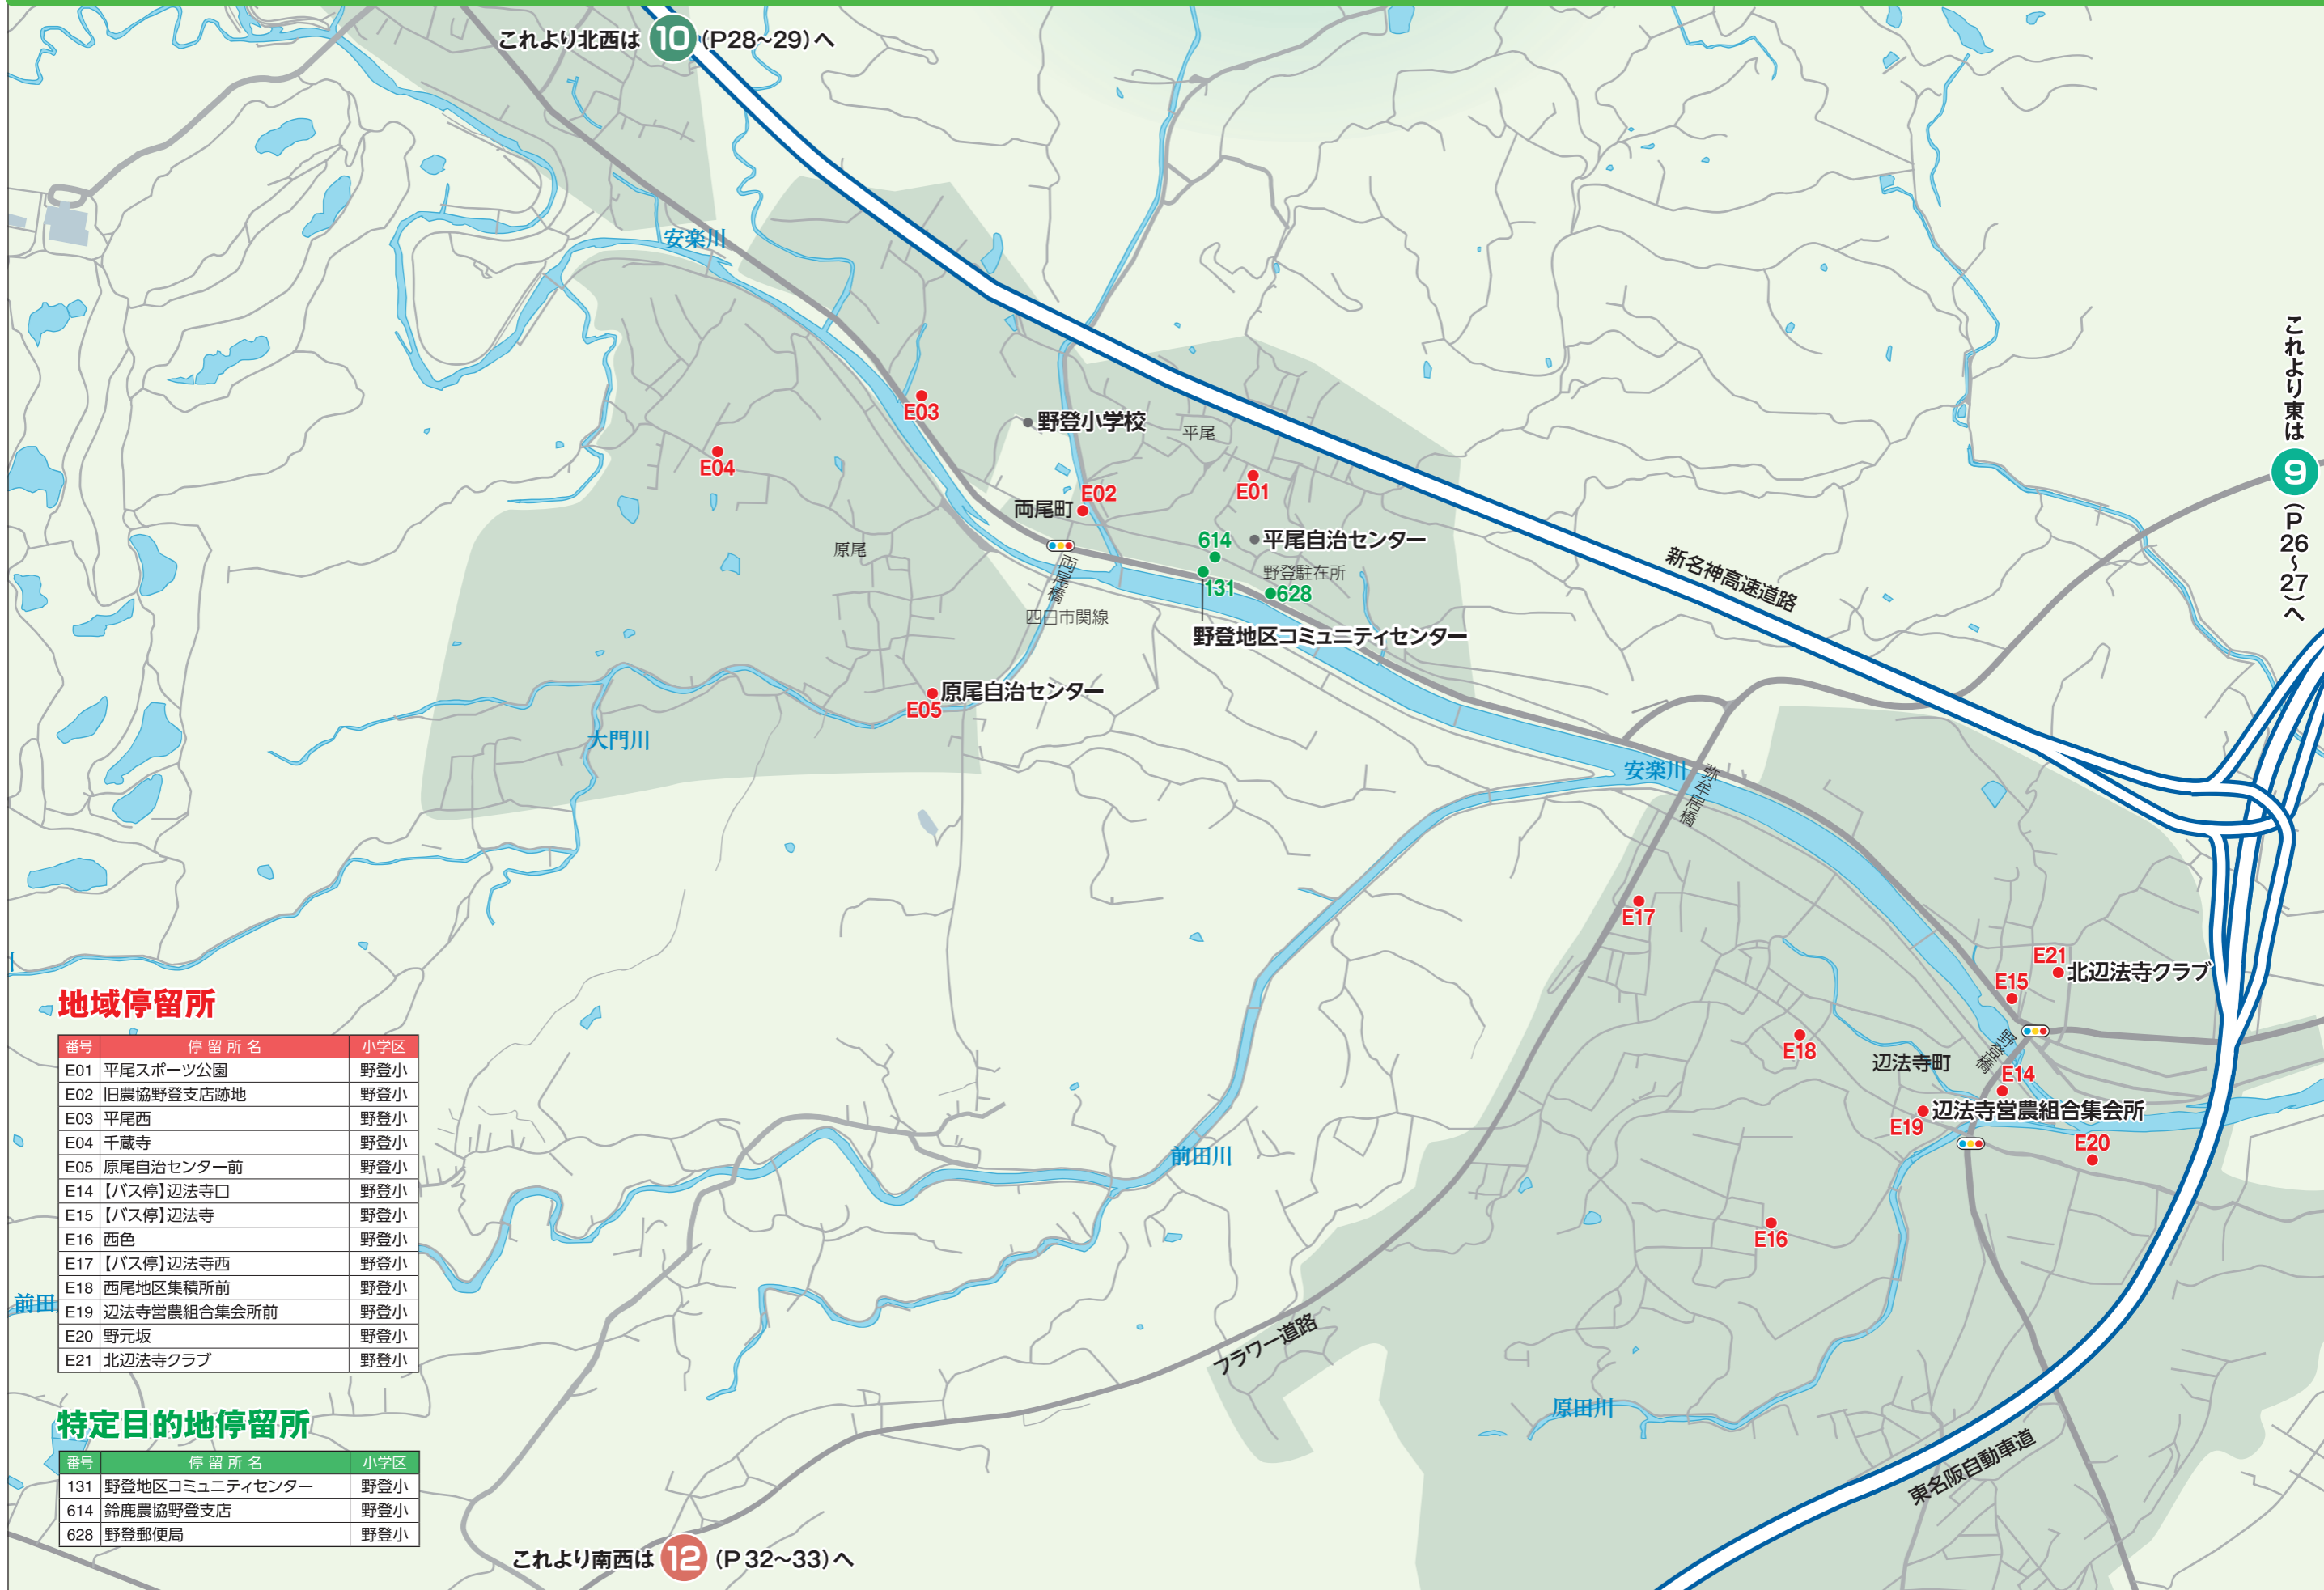 これより北西は 10 (P28~29)へ
安楽川
これより東は 9 (P26~27)へ
E03
野登小学校
平尾
E04
E02
E01
両尾町
614
平尾自治センター
原尾
両尾橋
131
野登駐在所
628
四日市関線
新名神高速道路
野登地区コミュニティセンター
原尾自治センター
E05
大門川
安楽川
弥牟居橋
E17
E21
北辺法寺クラブ
E15
野登橋
E18
辺法寺町
E14
辺法寺営農組合集会所
E19
E20
前田川
E16
前田
フラワー道路
原田川
東名阪自動車道
地域停留所
番号 停留所名 小学区
E01 平尾スポーツ公園 野登小
E02 旧農協野登支店跡地 野登小
E03 平尾西 野登小
E04 千蔵寺 野登小
E05 原尾自治センター前 野登小
E14 【バス停】辺法寺口 野登小
E15 【バス停】辺法寺 野登小
E16 西色 野登小
E17 【バス停】辺法寺西 野登小
E18 西尾地区集積所前 野登小
E19 辺法寺営農組合集会所前 野登小
E20 野元坂 野登小
E21 北辺法寺クラブ 野登小
特定目的地停留所
番号 停留所名 小学区
131 野登地区コミュニティセンター 野登小
614 鈴鹿農協野登支店 野登小
628 野登郵便局 野登小
これより南西は 12 (P32~33)へ